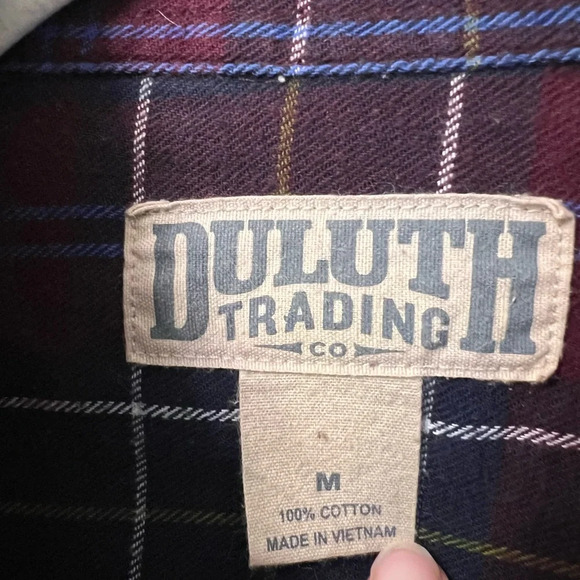 DULUTH
TRADING
CO
M
100% COTTON
MADE IN VIETNAM